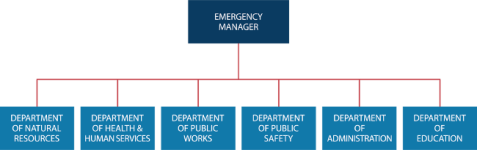 EMERGENCY
MANAGER
DEPARTMENT
OF NATURAL
RESOURCES
DEPARTMENT
OF HEALTH &
HUMAN SERVICES
DEPARTMENT
OF PUBLIC
WORKS
DEPARTMENT
OF PUBLIC
SAFETY
DEPARTMENT
OF
ADMINISTRATION
DEPARTMENT
OF
EDUCATION